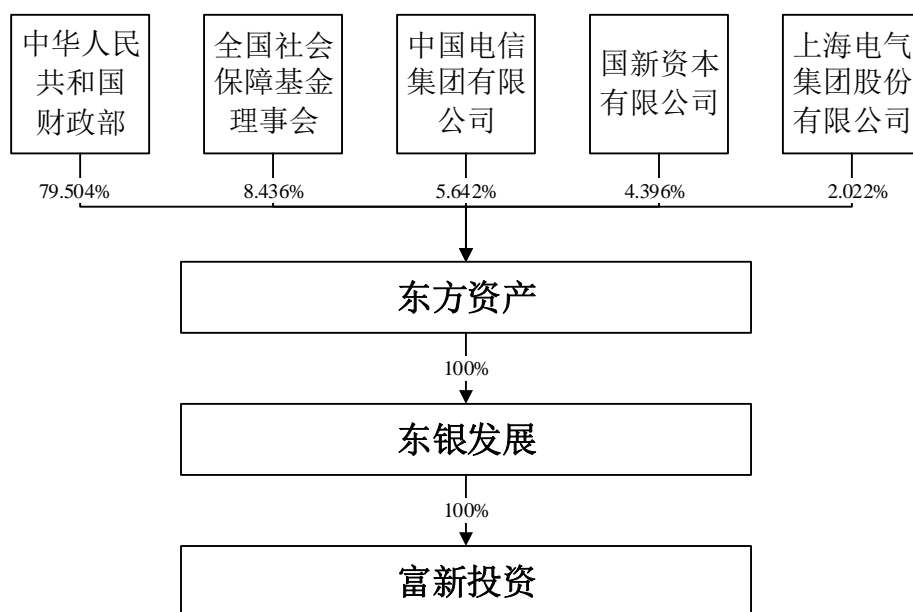 中华人民
共和国
财政部
全国社会
保障基金
理事会
中国电信
集团有限
公司
国新资本
有限公司
上海电气
集团股份
有限公司
79.504%
8.436%
5.642%
4.396%
2.022%
东方资产
100%
东银发展
100%
富新投资